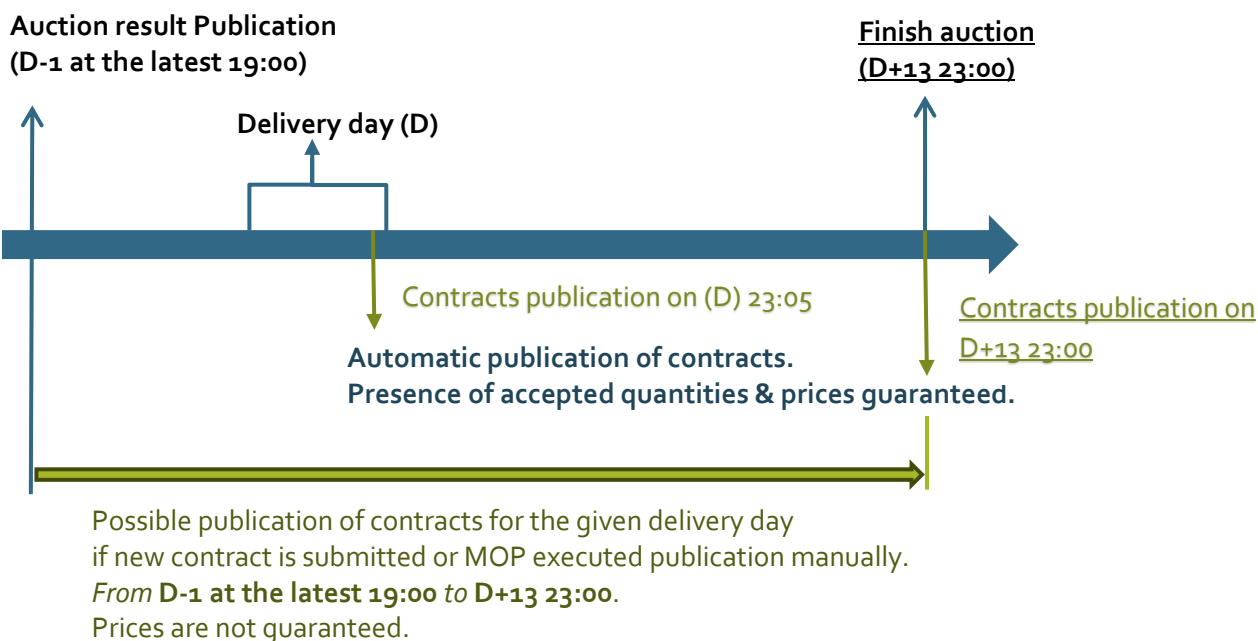 Auction result Publication
(D-1 at the latest 19:00)
Finish auction
(D+13 23:00)
Delivery day (D)
Contracts publication on (D) 23:05
Contracts publication on
D+13 23:00
Automatic publication of contracts.
Presence of accepted quantities & prices guaranteed.
Possible publication of contracts for the given delivery day
if new contract is submitted or MOP executed publication manually.
From D-1 at the latest 19:00 to D+13 23:00.
Prices are not guaranteed.